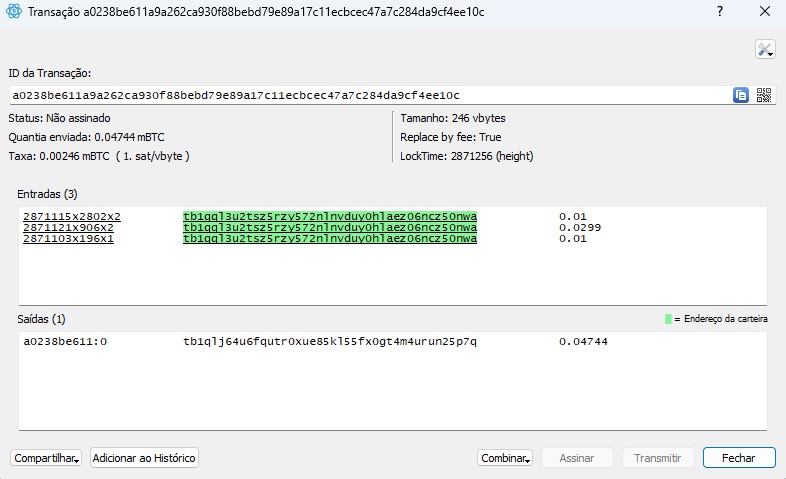 Transação a0238be611a9a262ca930f88bebd79e89a17c11ecbcec47a7c284da9cf4ee10c
ID da Transação:
a0238be611a9a262ca930f88bebd79e89a17c11ecbcec47a7c284da9cf4ee10c
Status: Não assinado
Tamanho: 246 vbytes
Quantia enviada: 0.04744 mBTC
Replace by fee: True
Taxa: 0.00246 mBTC ( 1. sat/vbyte )
LockTime: 2871256 (height)
Entradas (3)
2871115x2802x2 tb1qql3u2tsz5rzy572nlnvduy0hlaez06ncz50nwa 0.01
2871121x906x2 tb1qql3u2tsz5rzy572nlnvduy0hlaez06ncz50nwa 0.0299
2871103x196x1 tb1qql3u2tsz5rzy572nlnvduy0hlaez06ncz50nwa 0.01
Saídas (1)
= Endereço da carteira
a0238be611:0 tb1qlj64u6fqutr0xue85kl55fx0gt4m4urun25p7q 0.04744
Compartilhar
Adicionar ao Histórico
Combinar
Assinar
Transmitir
Fechar